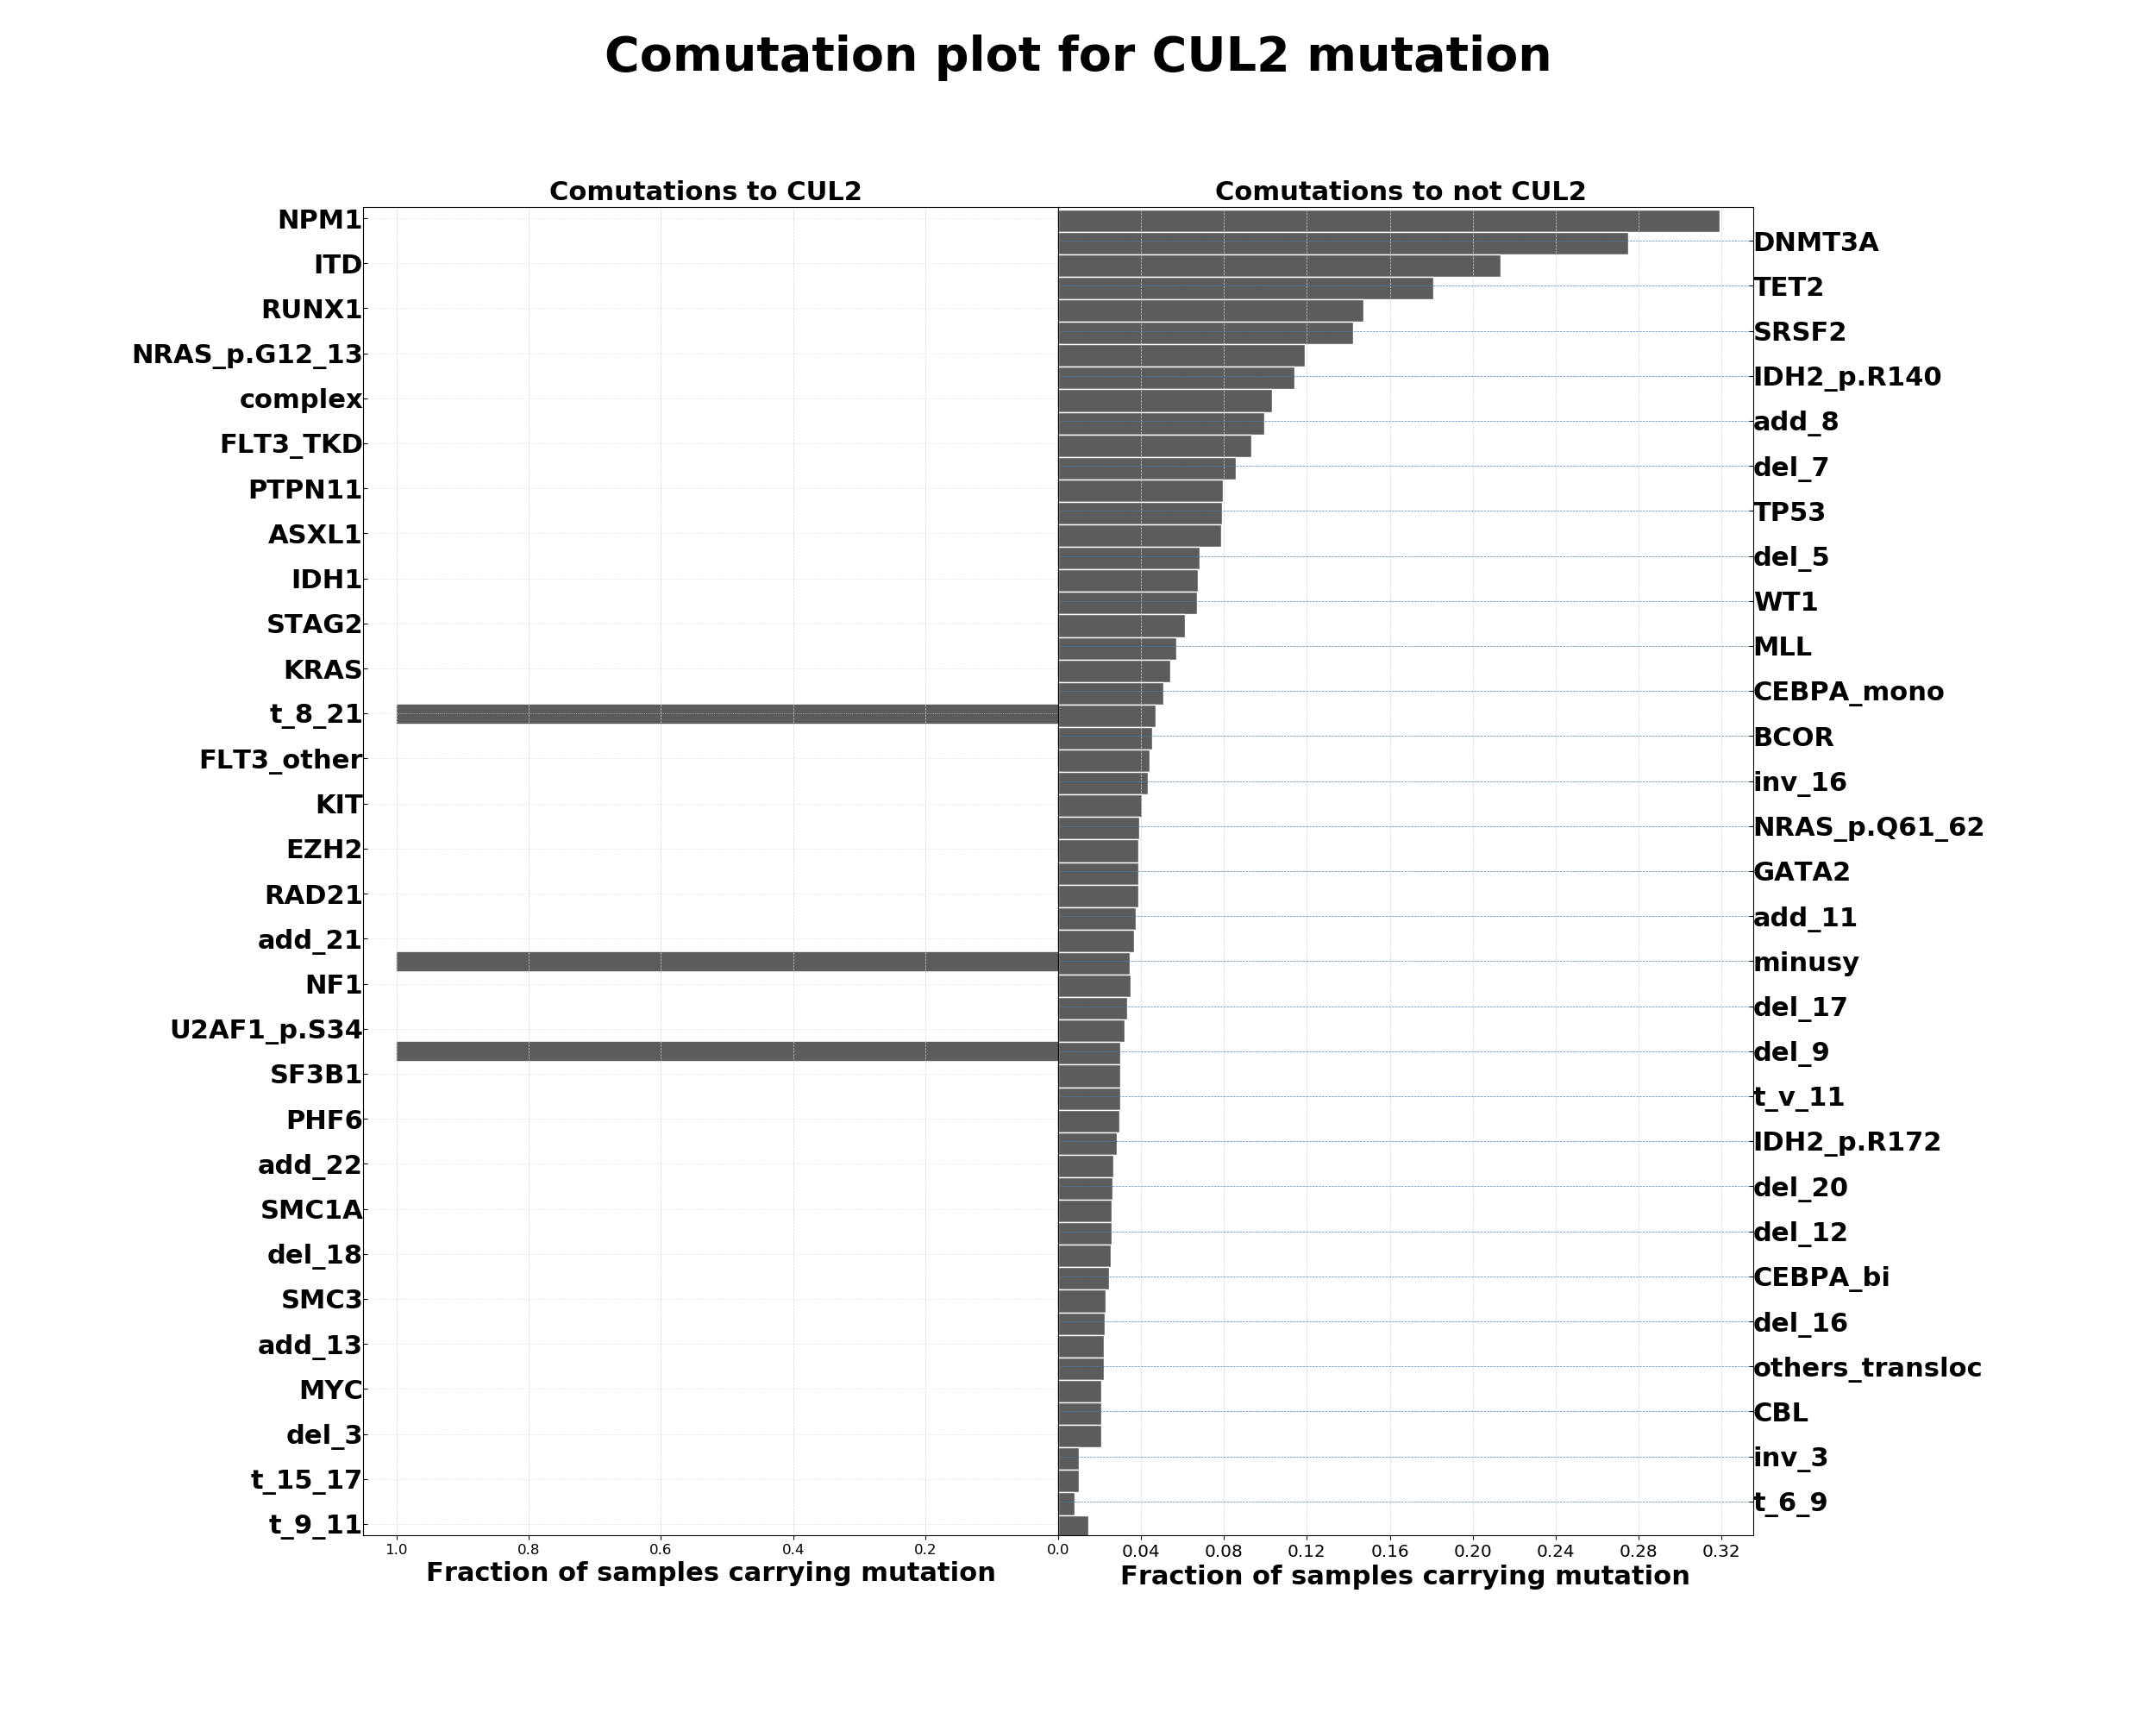 Comutation plot for CUL2 mutation
Comutations to CUL2
Comutations to not CUL2
NPM1
DNMT3A
ITD
TET2
RUNX1
SRSF2
NRAS_p.G12_13
IDH2_p.R140
complex
add_8
FLT3_TKD
del_7
PTPN11
TP53
ASXL1
del_5
IDH1
WT1
STAG2
MLL
KRAS
CEBPA_mono
t_8_21
BCOR
FLT3_other
inv_16
KIT
NRAS_p.Q61_62
EZH2
GATA2
RAD21
add_11
add_21
minusy
NF1
del_17
U2AF1_p.S34
del_9
SF3B1
t_v_11
PHF6
IDH2_p.R172
add_22
del_20
SMC1A
del_12
del_18
CEBPA_bi
SMC3
del_16
add_13
others_transloc
MYC
CBL
del_3
inv_3
t_15_17
t_6_9
t_9_11
1.0 0.8 0.6 0.4 0.2 0.0 0.04 0.08 0.12 0.16 0.20 0.24 0.28 0.32
Fraction of samples carrying mutation
Fraction of samples carrying mutation